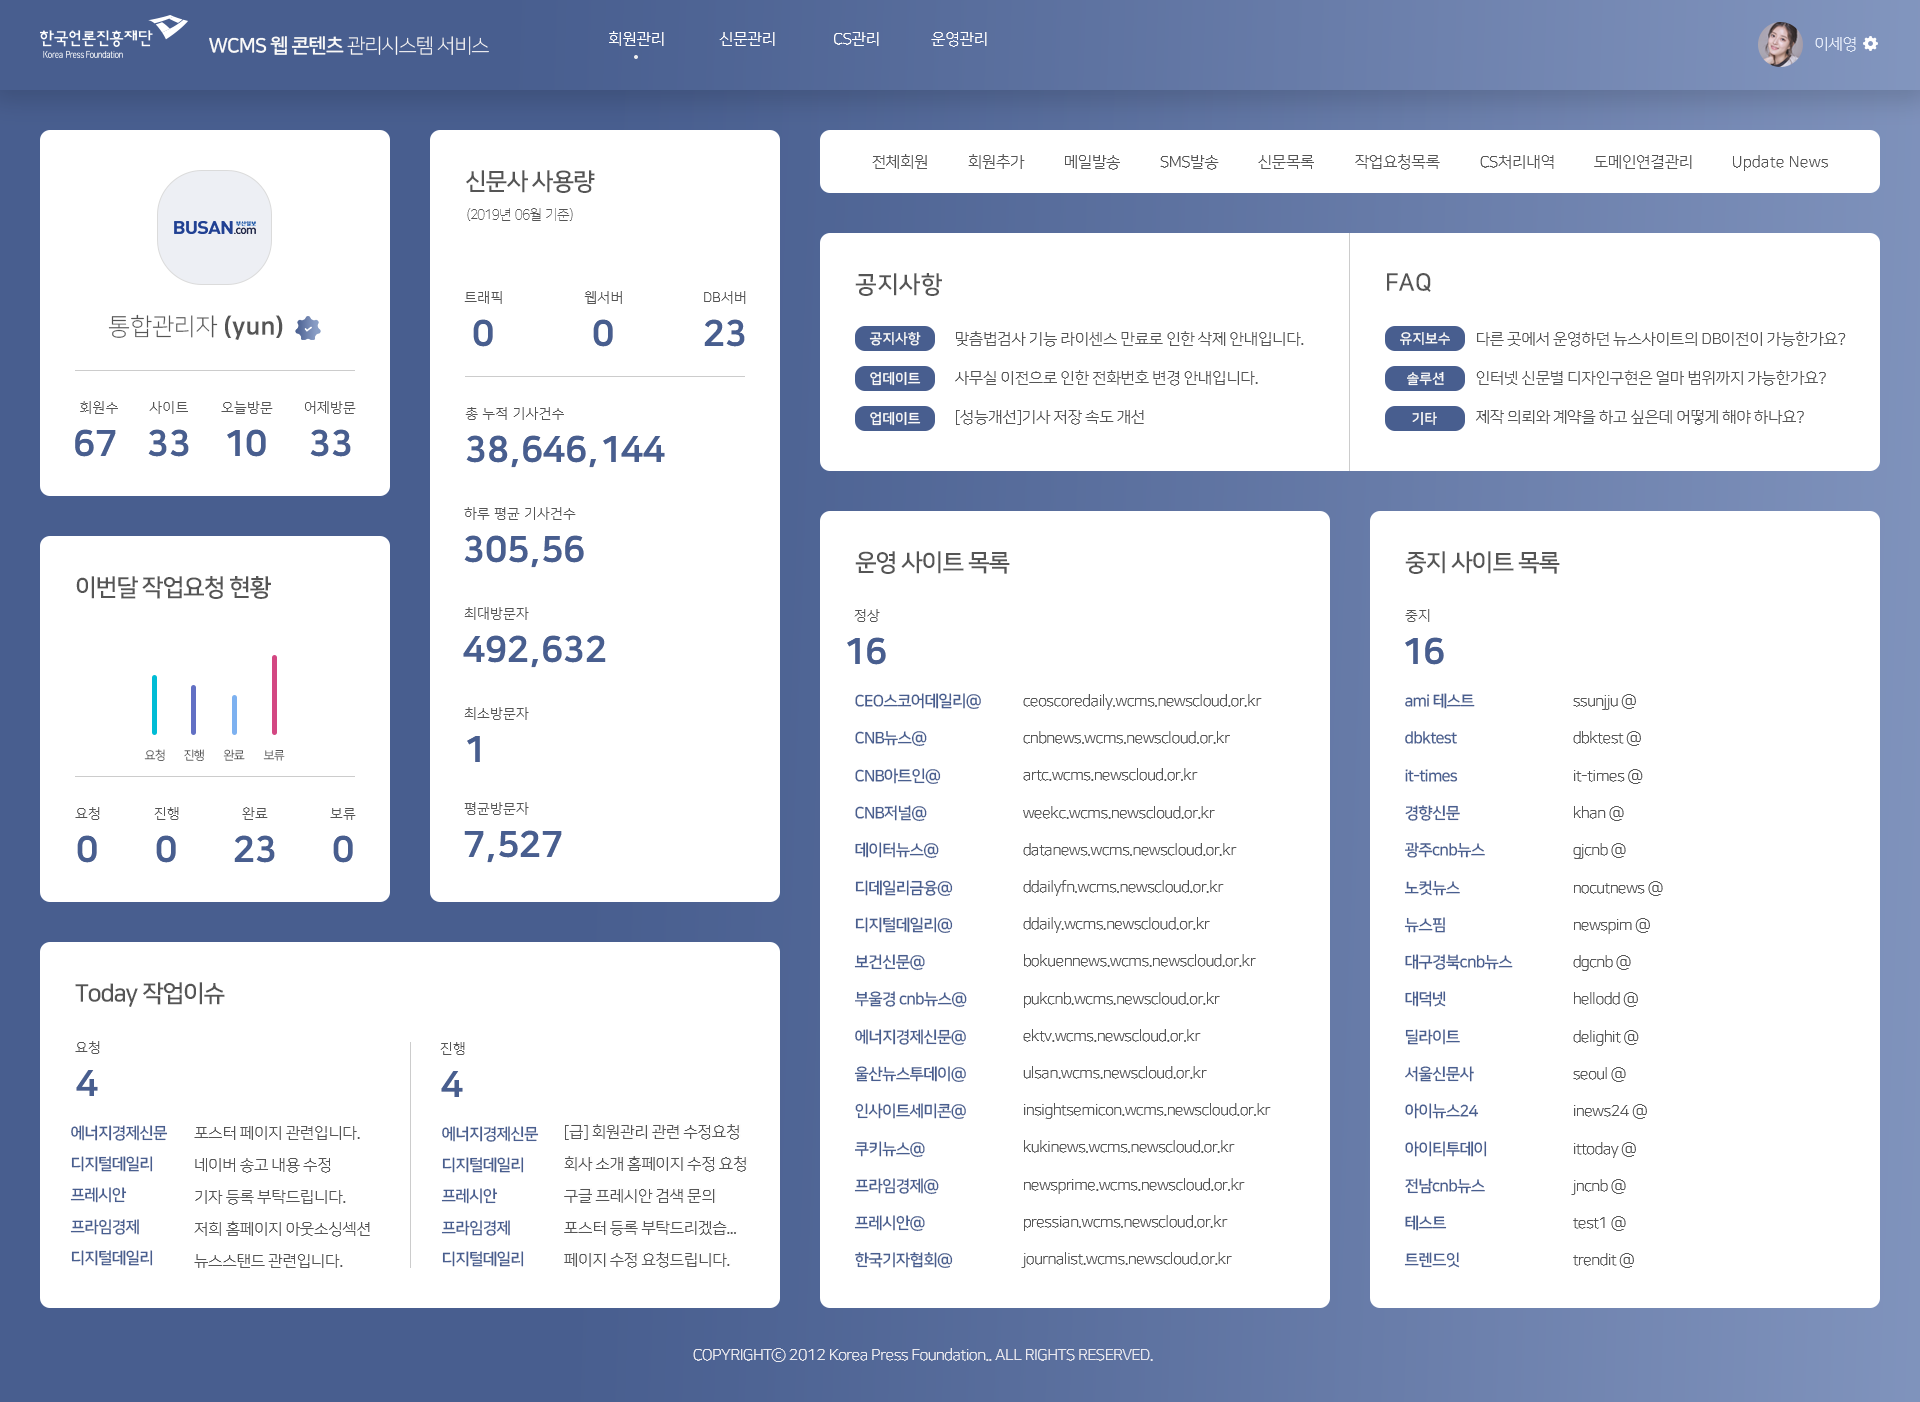 한국언론진흥재단
Korea Press Foundation
WCMS 웹 콘텐츠 관리시스템 서비스
회원관리
신문관리
CS관리
운영관리
이세영
BUSAN.com
부산일보
통합관리자 (yun)
회원수 사이트 오늘방문 어제방문
67 33 10 33
이번달 작업요청 현황
요청 진행 완료 보류
요청 진행 완료 보류
0 0 23 0
신문사 사용량
(2019년 06월 기준)
트래픽 웹서버 DB서버
0 0 23
총 누적 기사건수
38,646,144
하루 평균 기사건수
305,56
최대방문자
492,632
최소방문자
1
평균방문자
7,527
전체회원 회원추가 메일발송 SMS발송 신문목록 작업요청목록 CS처리내역 도메인연결관리 Update News
공지사항
공지사항 맞춤법검사 기능 라이센스 만료로 인한 삭제 안내입니다.
업데이트 사무실 이전으로 인한 전화번호 변경 안내입니다.
업데이트 [성능개선]기사 저장 속도 개선
FAQ
유지보수 다른 곳에서 운영하던 뉴스사이트의 DB이전이 가능한가요?
솔루션 인터넷 신문별 디자인구현은 얼마 범위까지 가능한가요?
기타 제작 의뢰와 계약을 하고 싶은데 어떻게 해야 하나요?
Today 작업이슈
요청
4
에너지경제신문 포스터 페이지 관련입니다.
디지털데일리 네이버 송고 내용 수정
프레시안 기자 등록 부탁드립니다.
프라임경제 저희 홈페이지 아웃소싱섹션
디지털데일리 뉴스스탠드 관련입니다.
진행
4
에너지경제신문 [급] 회원관리 관련 수정요청
디지털데일리 회사 소개 홈페이지 수정 요청
프레시안 구글 프레시안 검색 문의
프라임경제 포스터 등록 부탁드리겠습...
디지털데일리 페이지 수정 요청드립니다.
운영 사이트 목록
정상
16
CEO스코어데일리@ ceoscoredaily.wcms.newscloud.or.kr
CNB뉴스@ cnbnews.wcms.newscloud.or.kr
CNB아트인@ artc.wcms.newscloud.or.kr
CNB저널@ weekc.wcms.newscloud.or.kr
데이터뉴스@ datanews.wcms.newscloud.or.kr
디데일리금융@ ddailyfn.wcms.newscloud.or.kr
디지털데일리@ ddaily.wcms.newscloud.or.kr
보건신문@ bokuennews.wcms.newscloud.or.kr
부울경 cnb뉴스@ pukcnb.wcms.newscloud.or.kr
에너지경제신문@ ektv.wcms.newscloud.or.kr
울산뉴스투데이@ ulsan.wcms.newscloud.or.kr
인사이트세미콘@ insightsemicon.wcms.newscloud.or.kr
쿠키뉴스@ kukinews.wcms.newscloud.or.kr
프라임경제@ newsprime.wcms.newscloud.or.kr
프레시안@ pressian.wcms.newscloud.or.kr
한국기자협회@ journalist.wcms.newscloud.or.kr
중지 사이트 목록
중지
16
ami 테스트 ssunjju @
dbktest dbktest @
it-times it-times @
경향신문 khan @
광주cnb뉴스 gjcnb @
노컷뉴스 nocutnews @
뉴스핌 newspim @
대구경북cnb뉴스 dgcnb @
대덕넷 hellodd @
딜라이트 delighit @
서울신문사 seoul @
아이뉴스24 inews24 @
아이티투데이 ittoday @
전남cnb뉴스 jncnb @
테스트 test1 @
트렌드잇 trendit @
COPYRIGHTⓒ 2012 Korea Press Foundation.. ALL RIGHTS RESERVED.